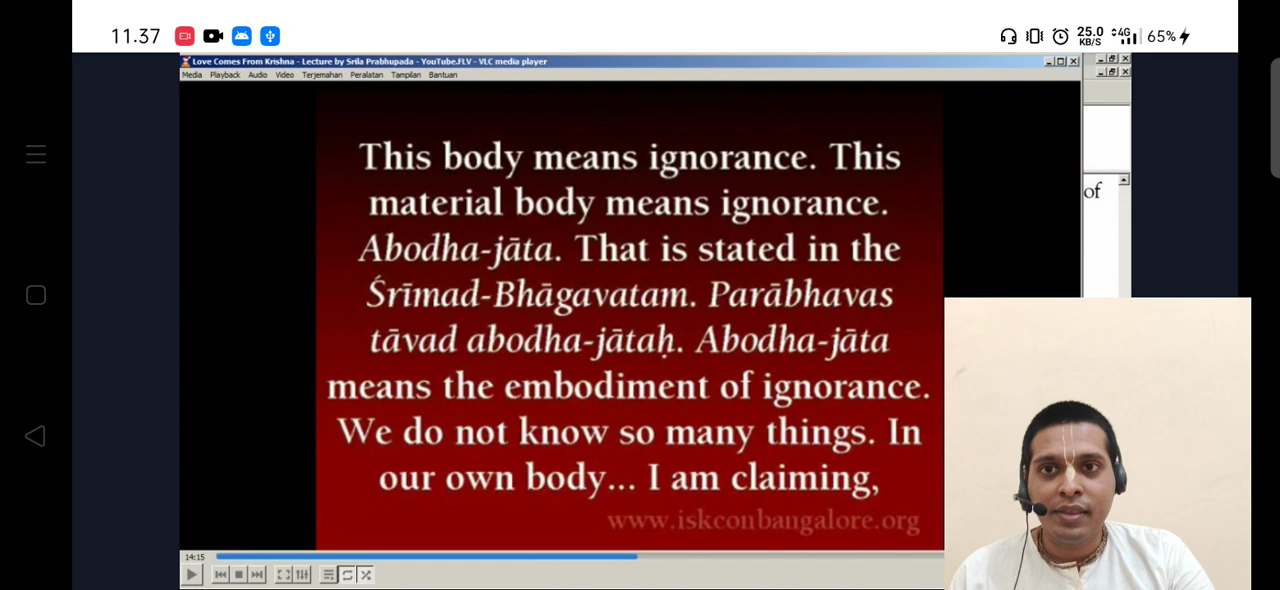 11.37
25.0
KB/S
4G
65%
Love Comes From Krishna - Lecture by Srila Prabhupada - YouTube.FLV - VLC media player
Media Playback Audio Video Terjemahan Peralatan Tampilan Bantuan
This body means ignorance. This
material body means ignorance.
Abodha-jāta. That is stated in the
Śrīmad-Bhāgavatam. Parābhavas
tāvad abodha-jātaḥ. Abodha-jāta
means the embodiment of ignorance.
We do not know so many things. In
our own body... I am claiming,
www.iskconbangalore.org
of
14:15